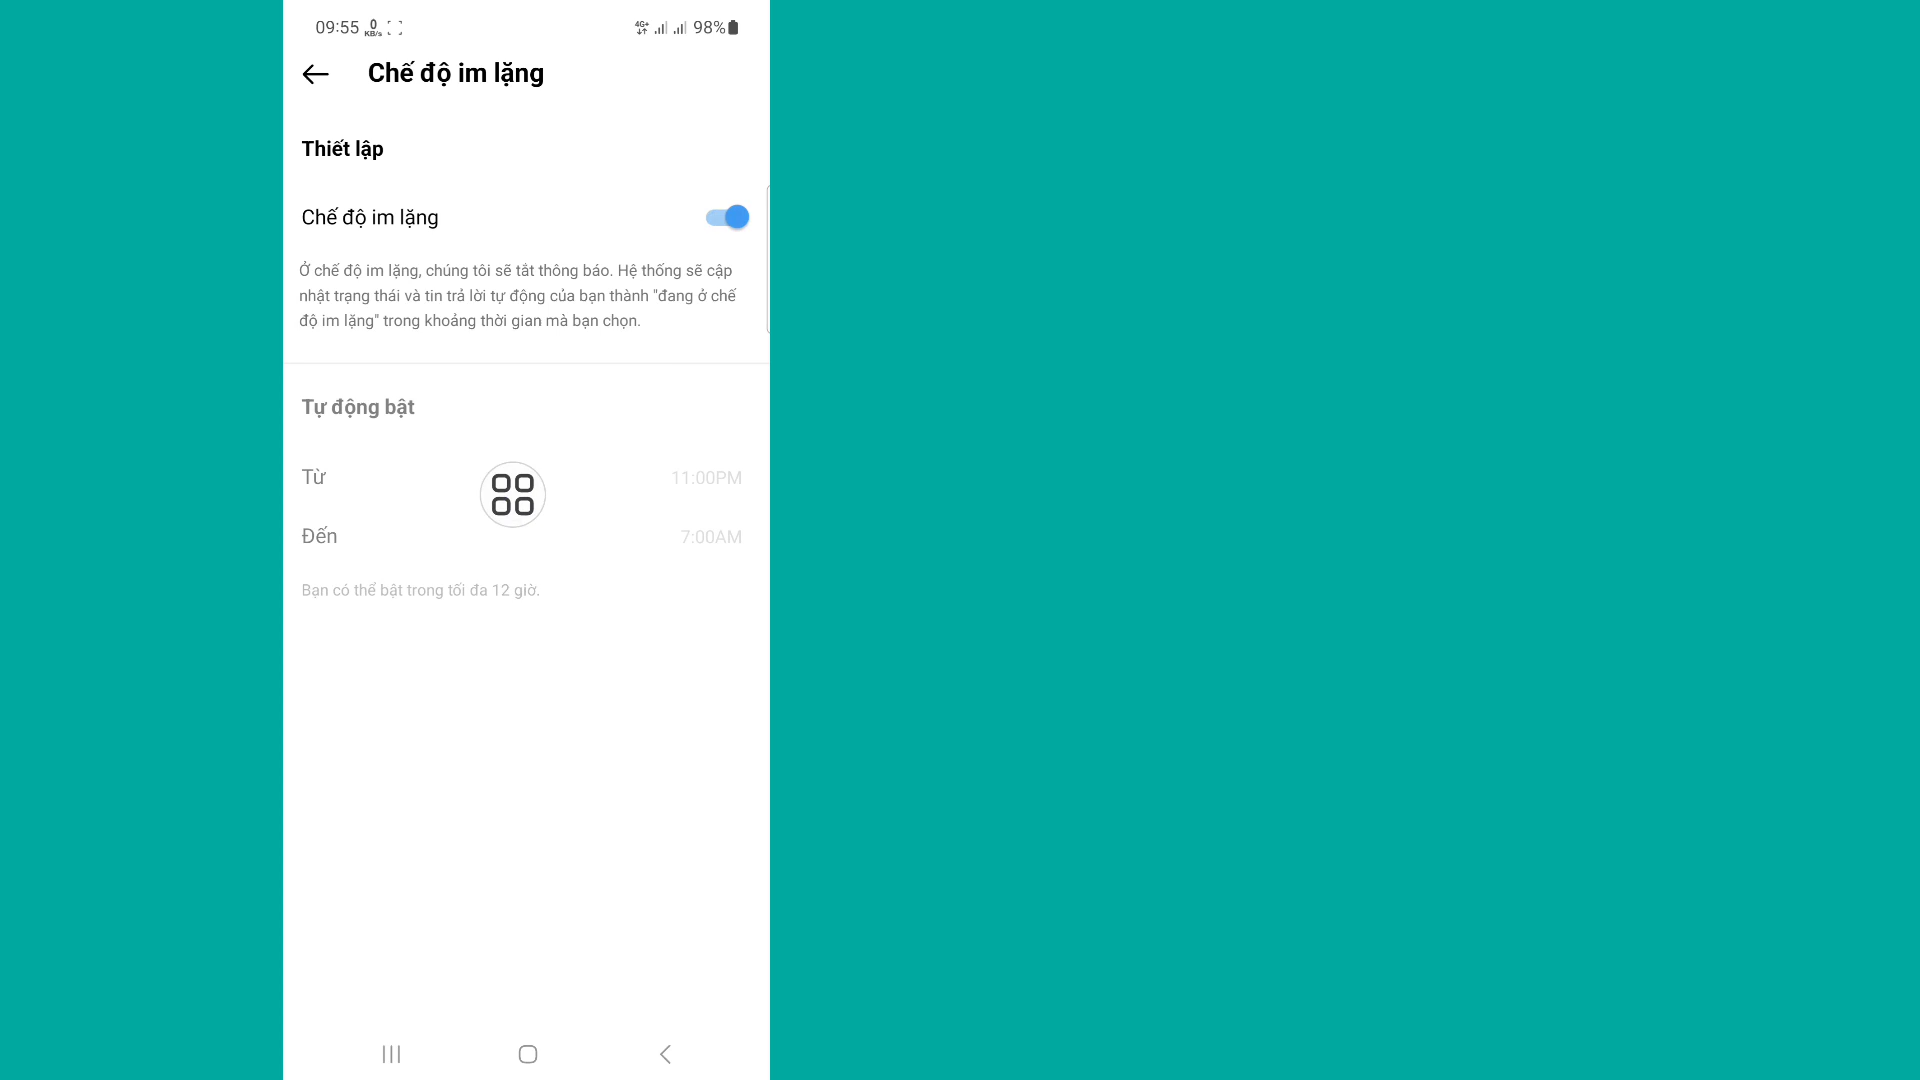 09:55 0 KB/s 4G+ 98%
Chế độ im lặng
Thiết lập
Chế độ im lặng
Ở chế độ im lặng, chúng tôi sẽ tắt thông báo. Hệ thống sẽ cập
nhật trạng thái và tin trả lời tự động của bạn thành "đang ở chế
độ im lặng" trong khoảng thời gian mà bạn chọn.
Tự động bật
Từ 11:00PM
Đến 7:00AM
Bạn có thể bật trong tối đa 12 giờ.